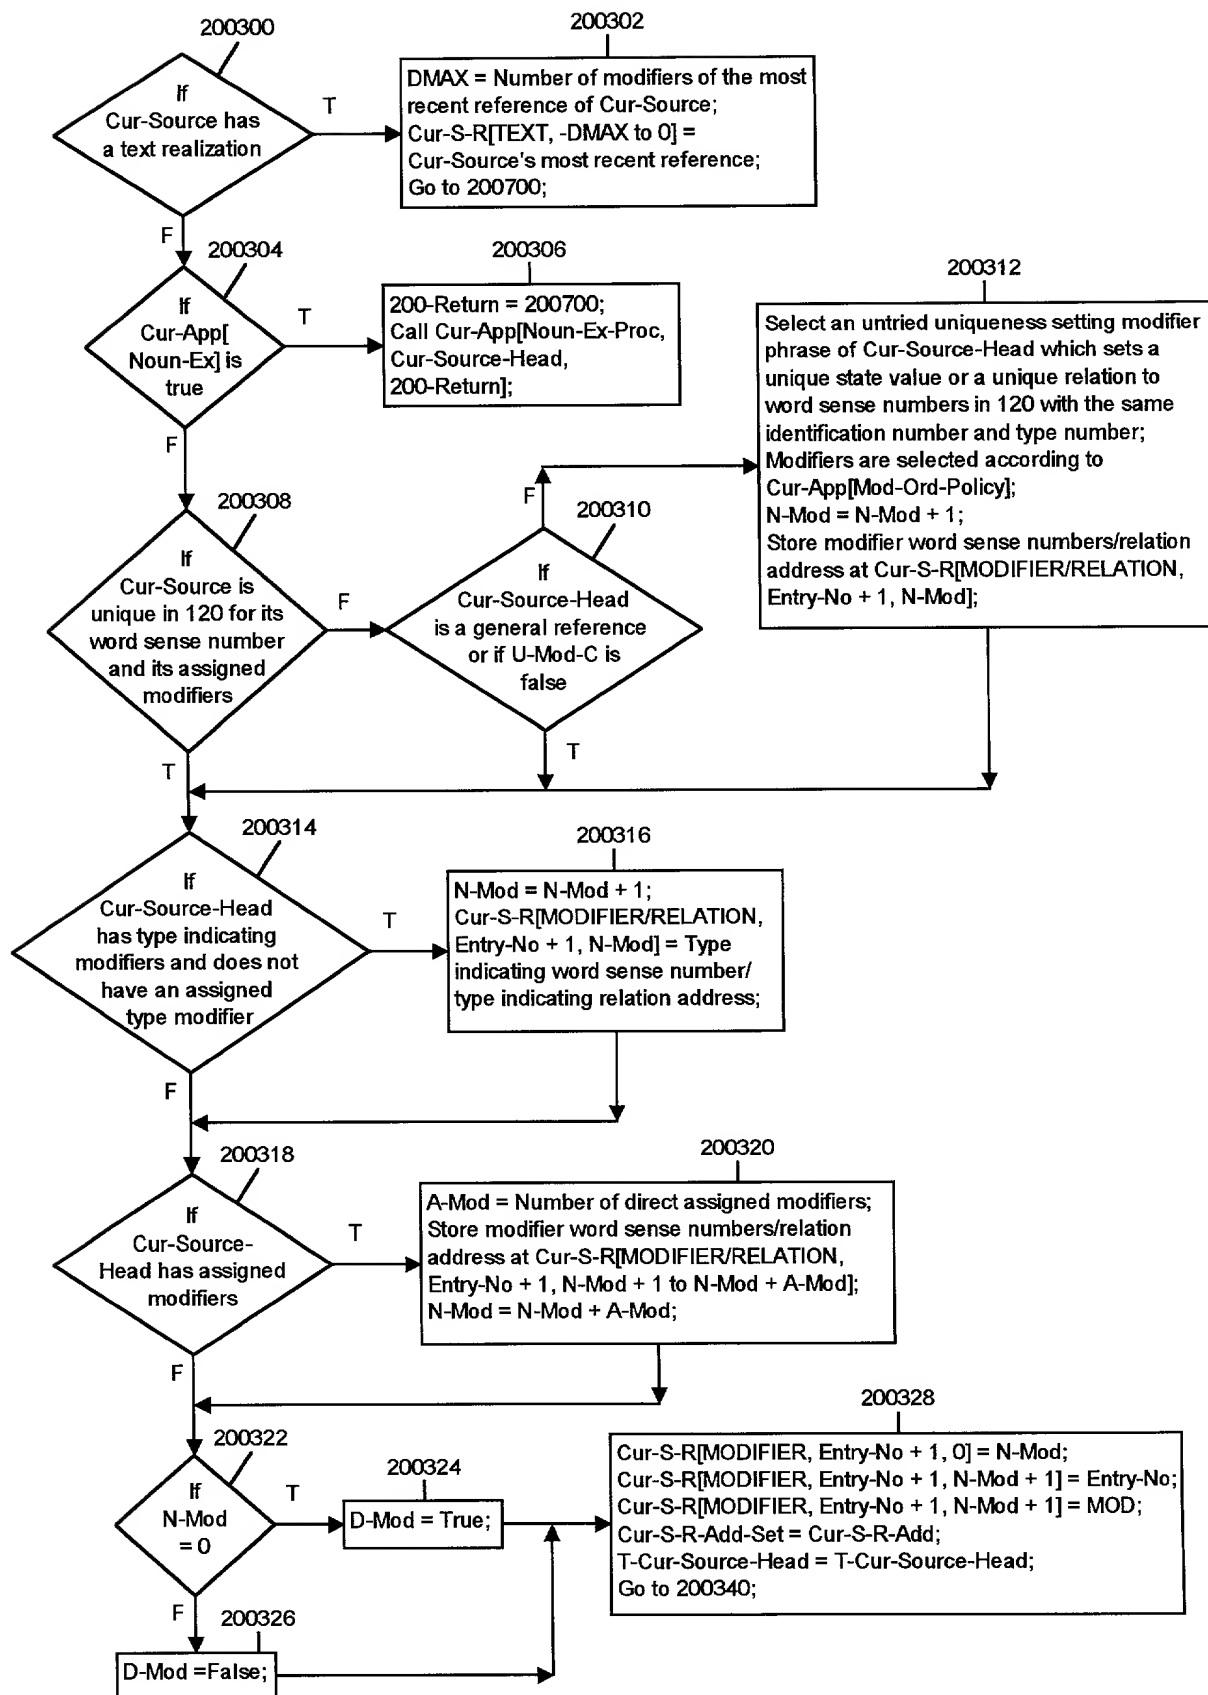 200300
If
Cur-Source has
a text realization
T
F
200302
DMAX = Number of modifiers of the most
recent reference of Cur-Source;
Cur-S-R[TEXT, -DMAX to 0] =
Cur-Source's most recent reference;
Go to 200700;
200304
If
Cur-App[
Noun-Ex] is
true
T
F
200306
200-Return = 200700;
Call Cur-App[Noun-Ex-Proc,
Cur-Source-Head,
200-Return];
200308
If
Cur-Source is
unique in 120 for its
word sense number
and its assigned
modifiers
F
T
200310
If
Cur-Source-Head
is a general reference
or if U-Mod-C is
false
F
T
200312
Select an untried uniqueness setting modifier
phrase of Cur-Source-Head which sets a
unique state value or a unique relation to
word sense numbers in 120 with the same
identification number and type number;
Modifiers are selected according to
Cur-App[Mod-Ord-Policy];
N-Mod = N-Mod + 1;
Store modifier word sense numbers/relation
address at Cur-S-R[MODIFIER/RELATION,
Entry-No + 1, N-Mod];
200314
If
Cur-Source-Head
has type indicating
modifiers and does not
have an assigned
type modifier
T
F
200316
N-Mod = N-Mod + 1;
Cur-S-R[MODIFIER/RELATION,
Entry-No + 1, N-Mod] = Type
indicating word sense number/
type indicating relation address;
200318
If
Cur-Source-
Head has assigned
modifiers
T
F
200320
A-Mod = Number of direct assigned modifiers;
Store modifier word sense numbers/relation
address at Cur-S-R[MODIFIER/RELATION,
Entry-No + 1, N-Mod + 1 to N-Mod + A-Mod];
N-Mod = N-Mod + A-Mod;
200322
If
N-Mod
= 0
T
F
200324
D-Mod = True;
200326
D-Mod =False;
200328
Cur-S-R[MODIFIER, Entry-No + 1, 0] = N-Mod;
Cur-S-R[MODIFIER, Entry-No + 1, N-Mod + 1] = Entry-No;
Cur-S-R[MODIFIER, Entry-No + 1, N-Mod + 1] = MOD;
Cur-S-R-Add-Set = Cur-S-R-Add;
T-Cur-Source-Head = T-Cur-Source-Head;
Go to 200340;